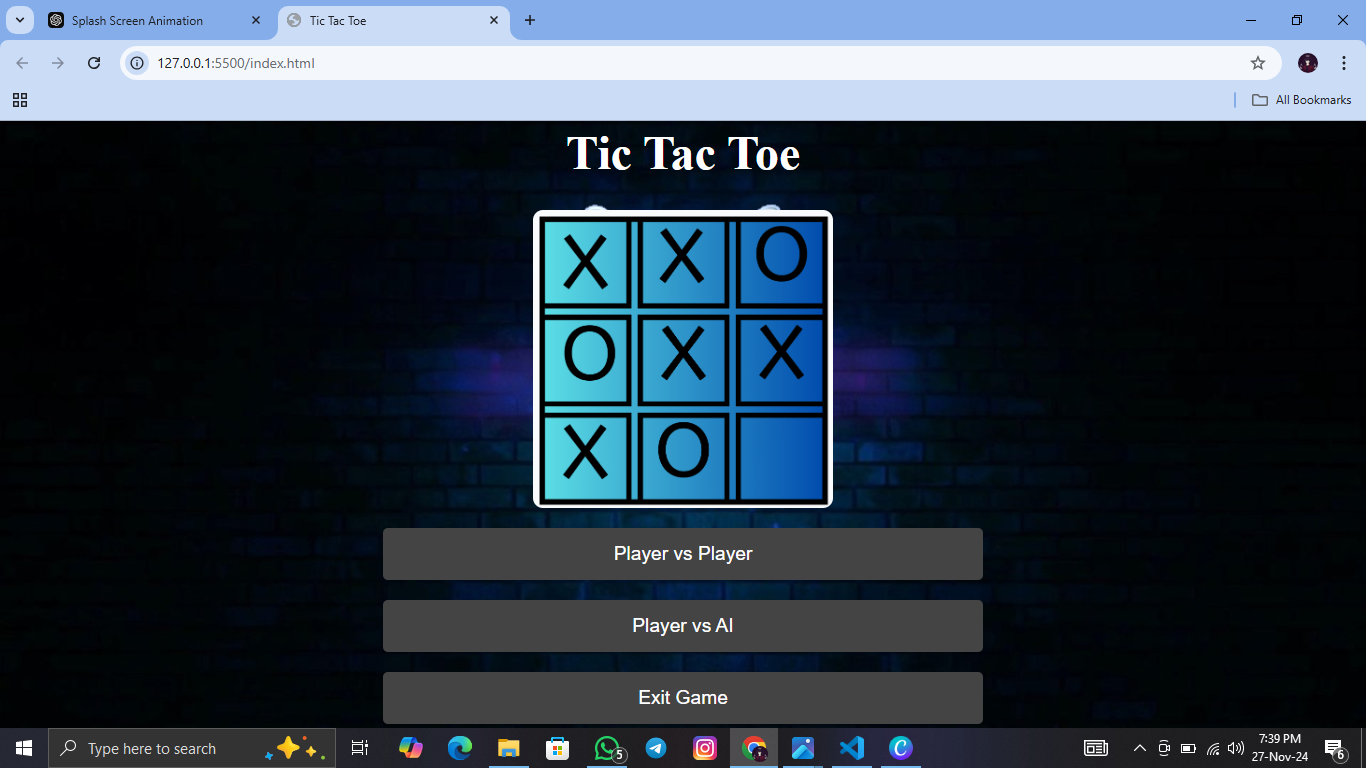 Splash Screen Animation
Tic Tac Toe
127.0.0.1:5500/index.html
All Bookmarks
Tic Tac Toe
X X O
O X X
X O
Player vs Player
Player vs AI
Exit Game
Type here to search
5
7:39 PM
27-Nov-24
6